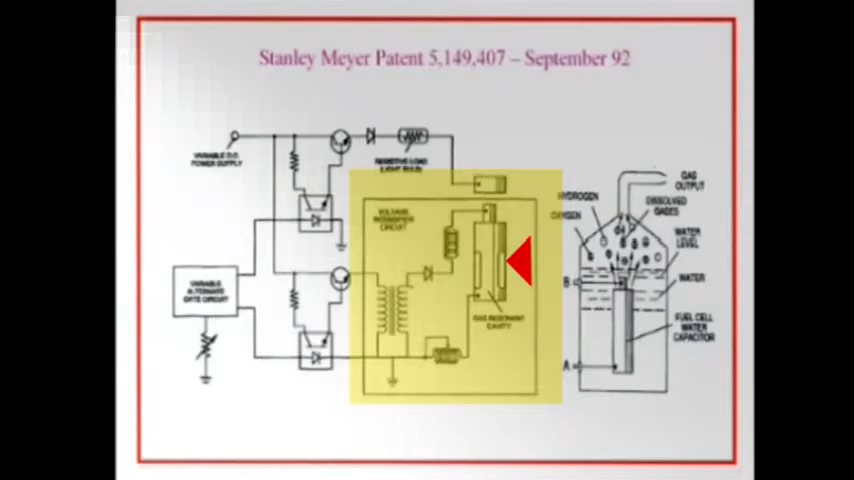 Stanley Meyer Patent 5,149,407 – September 92
VARIABLE D.C.
POWER SUPPLY
RESISTIVE LOAD
(LIGHT BULB)
VOLTAGE
INTENSIFIER
CIRCUIT
VARIABLE
ALTERNATE
GATE CIRCUIT
GAS RESONANT
CAVITY
HYDROGEN
OXYGEN
GAS
OUTPUT
DISSOLVED
GASES
WATER
LEVEL
B
WATER
FUEL CELL
WATER
CAPACITOR
A